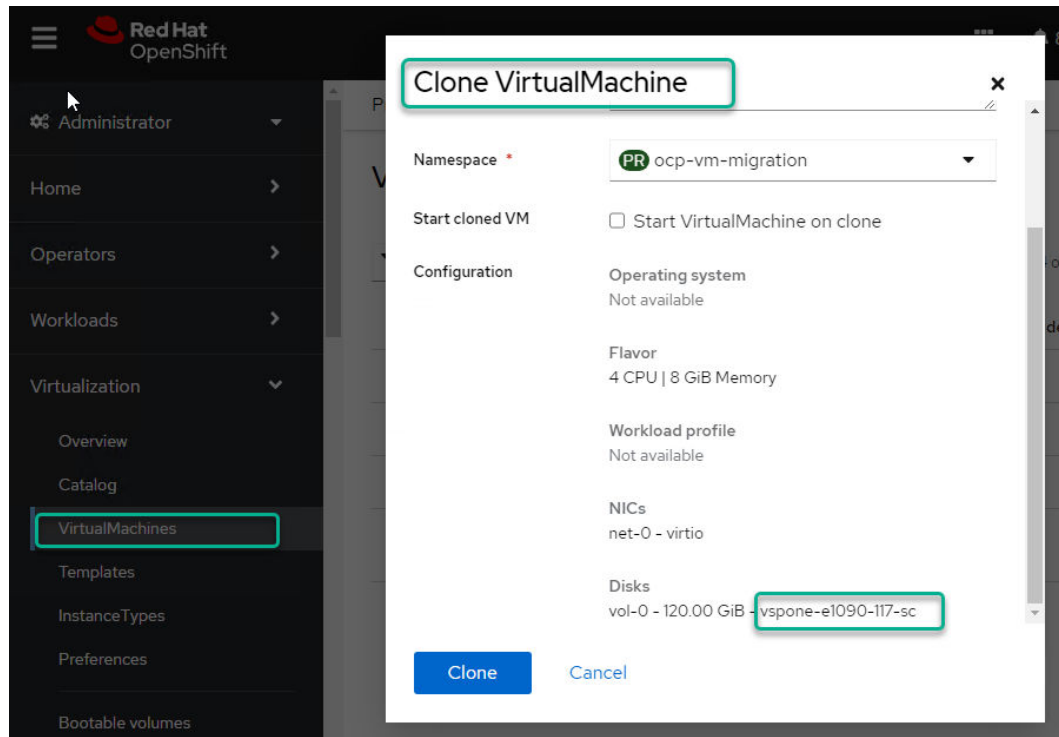 Red Hat
OpenShift
Administrator
Home
Operators
Workloads
Virtualization
Overview
Catalog
VirtualMachines
Templates
InstanceTypes
Preferences
Bootable volumes
Clone VirtualMachine
Namespace *
PR ocp-vm-migration
Start cloned VM
Start VirtualMachine on clone
Configuration
Operating system
Not available
Flavor
4 CPU | 8 GiB Memory
Workload profile
Not available
NICs
net-0 - virtio
Disks
vol-0 - 120.00 GiB - vspone-e1090-117-sc
Clone
Cancel